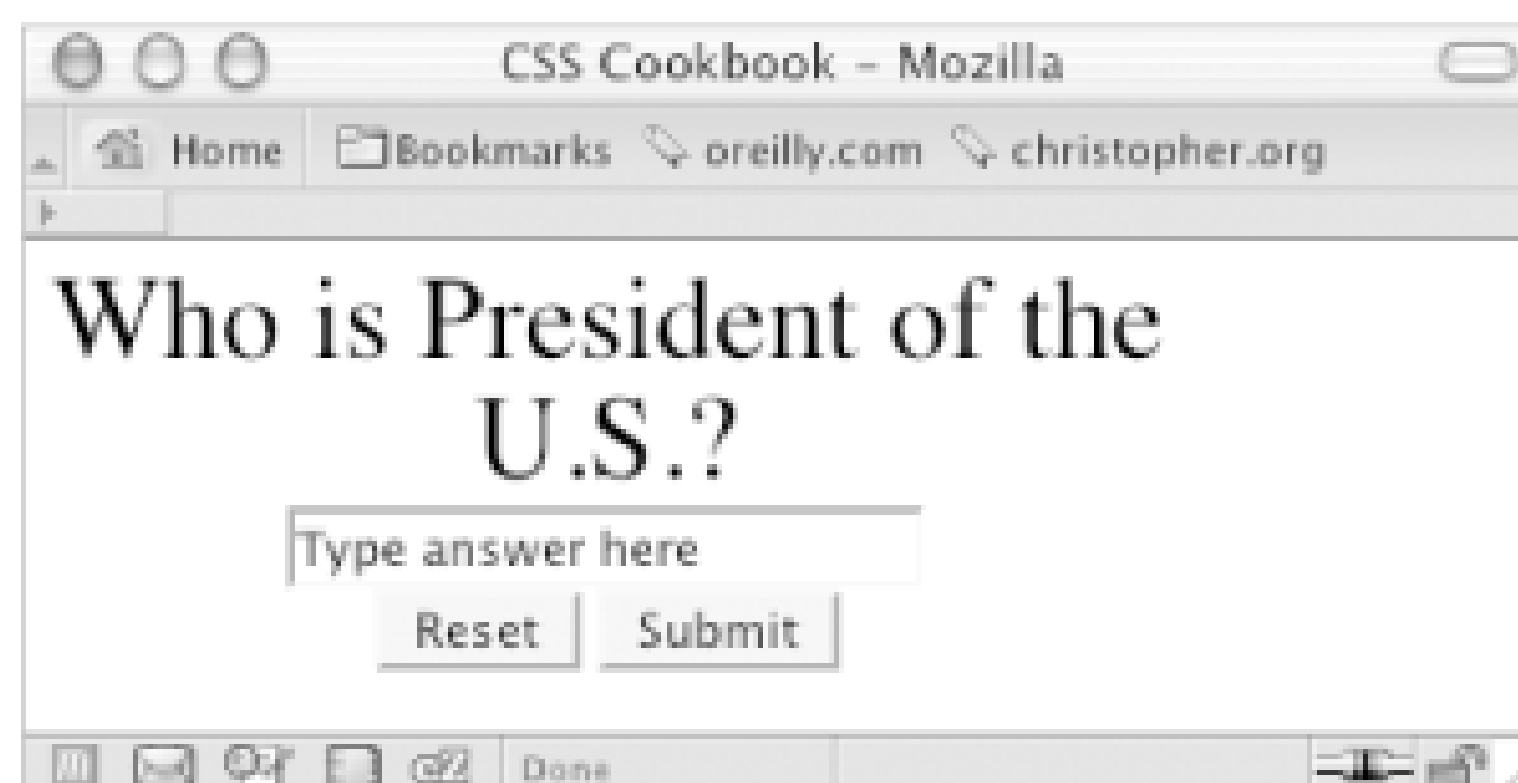 CSS Cookbook – Mozilla
Home Bookmarks oreilly.com christopher.org
Who is President of the
U.S.?
Type answer here
Reset Submit
Done